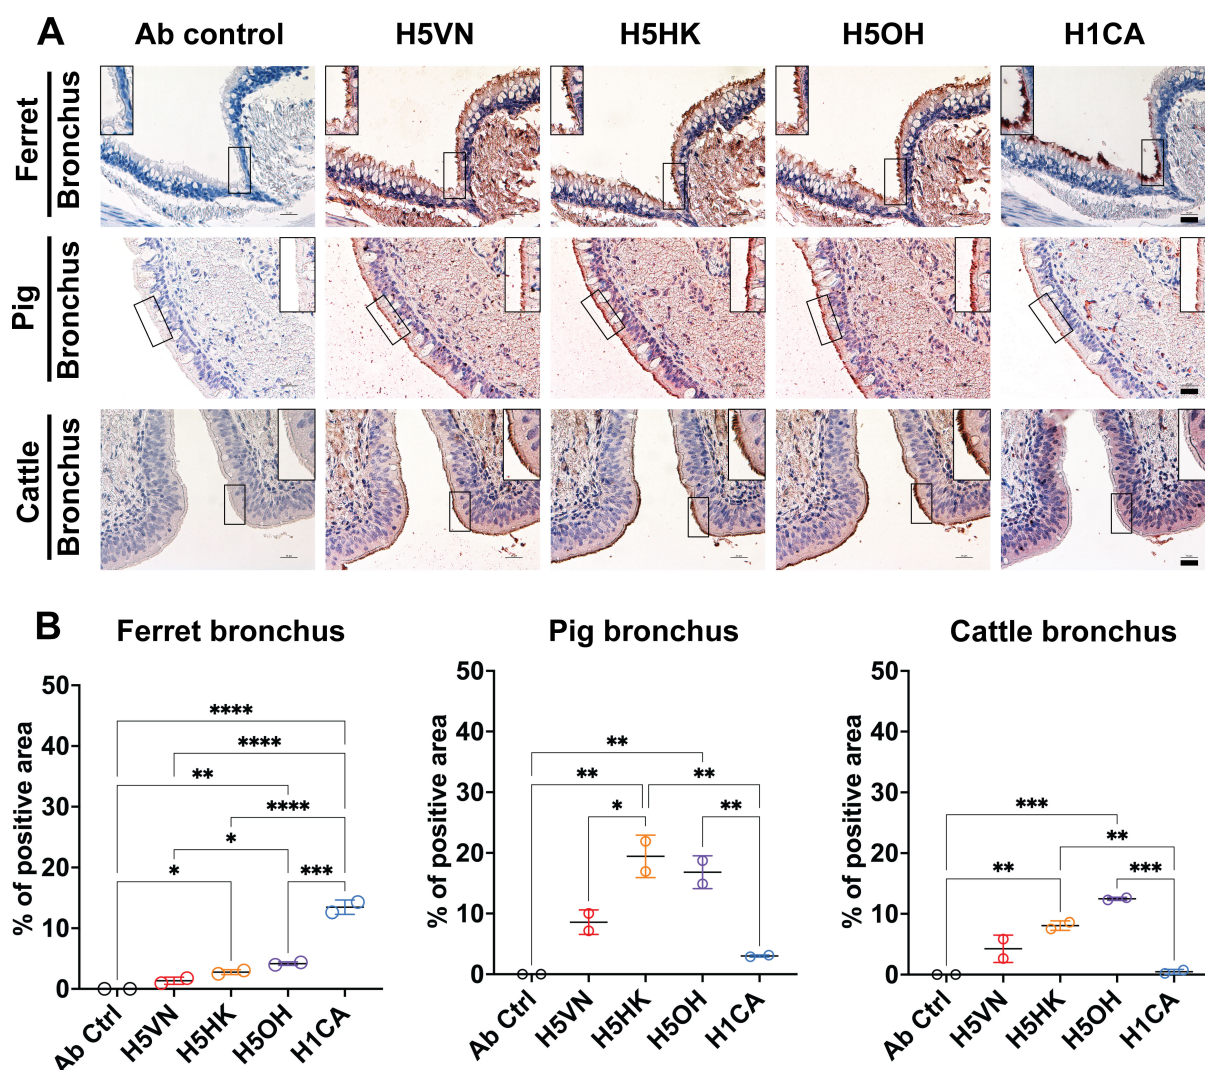 A
Ab control H5VN H5HK H5OH H1CA
Ferret
Bronchus
Pig
Bronchus
Cattle
Bronchus
B
Ferret bronchus
% of positive area
50
40
30
20
10
0
****
****
**
****
*
*
***
Ab Ctrl H5VN H5HK H5OH H1CA
Pig bronchus
% of positive area
50
40
30
20
10
0
**
** **
* **
Ab Ctrl H5VN H5HK H5OH H1CA
Cattle bronchus
% of positive area
50
40
30
20
10
0
***
**
** ***
Ab Ctrl H5VN H5HK H5OH H1CA